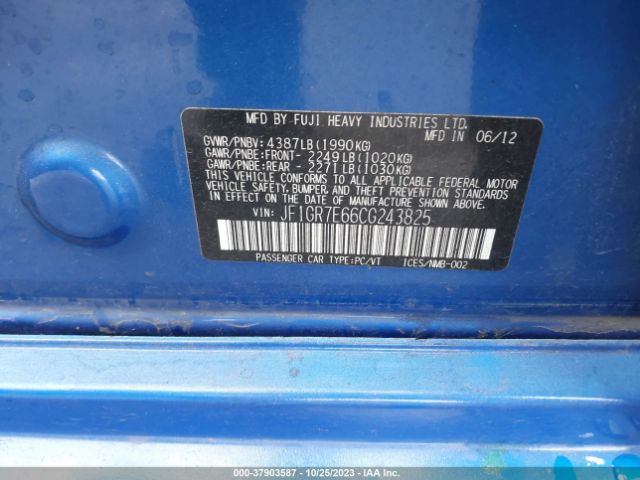 MFD BY FUJI HEAVY INDUSTRIES LTD.
MFD IN 06/12
GVWR/PNBV: 4387LB(1990KG)
GAWR/PNBE:FRONT- 2249LB(1020KG)
GAWR/PNBE:REAR - 2271LB(1030KG)
THIS VEHICLE CONFORMS TO ALL APPLICABLE FEDERAL MOTOR
VEHICLE SAFETY, BUMPER, AND THEFT PREVENTION STANDARDS
IN EFFECT ON THE DATE OF MANUFACTURE SHOWN ABOVE.
VIN: JF1GR7E66CG243825
PASSENGER CAR TYPE:PC/VT ICES/NMB-002
000-37903587 - 10/25/2023 - IAA Inc.